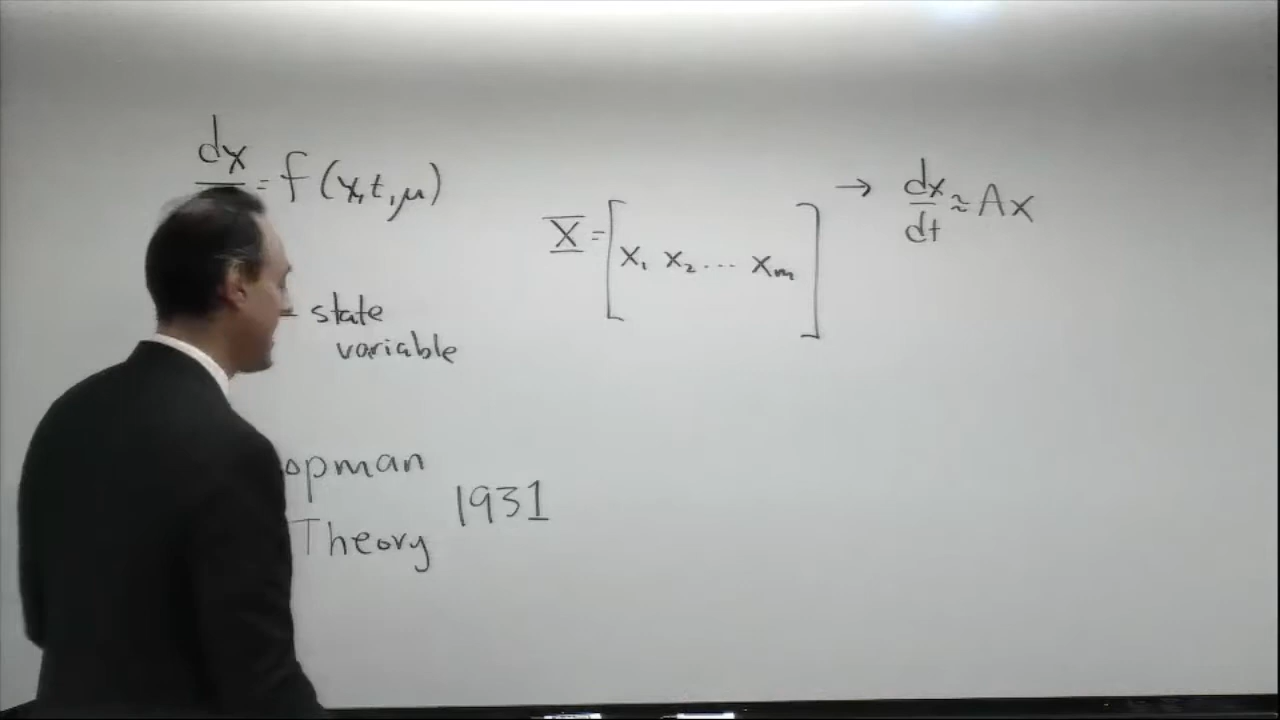 dx = f(x,t,μ)
state
variable
opman
Theory 1931
X = [x₁ x₂ ... xₘ]
→ dx/dt ≈ Ax